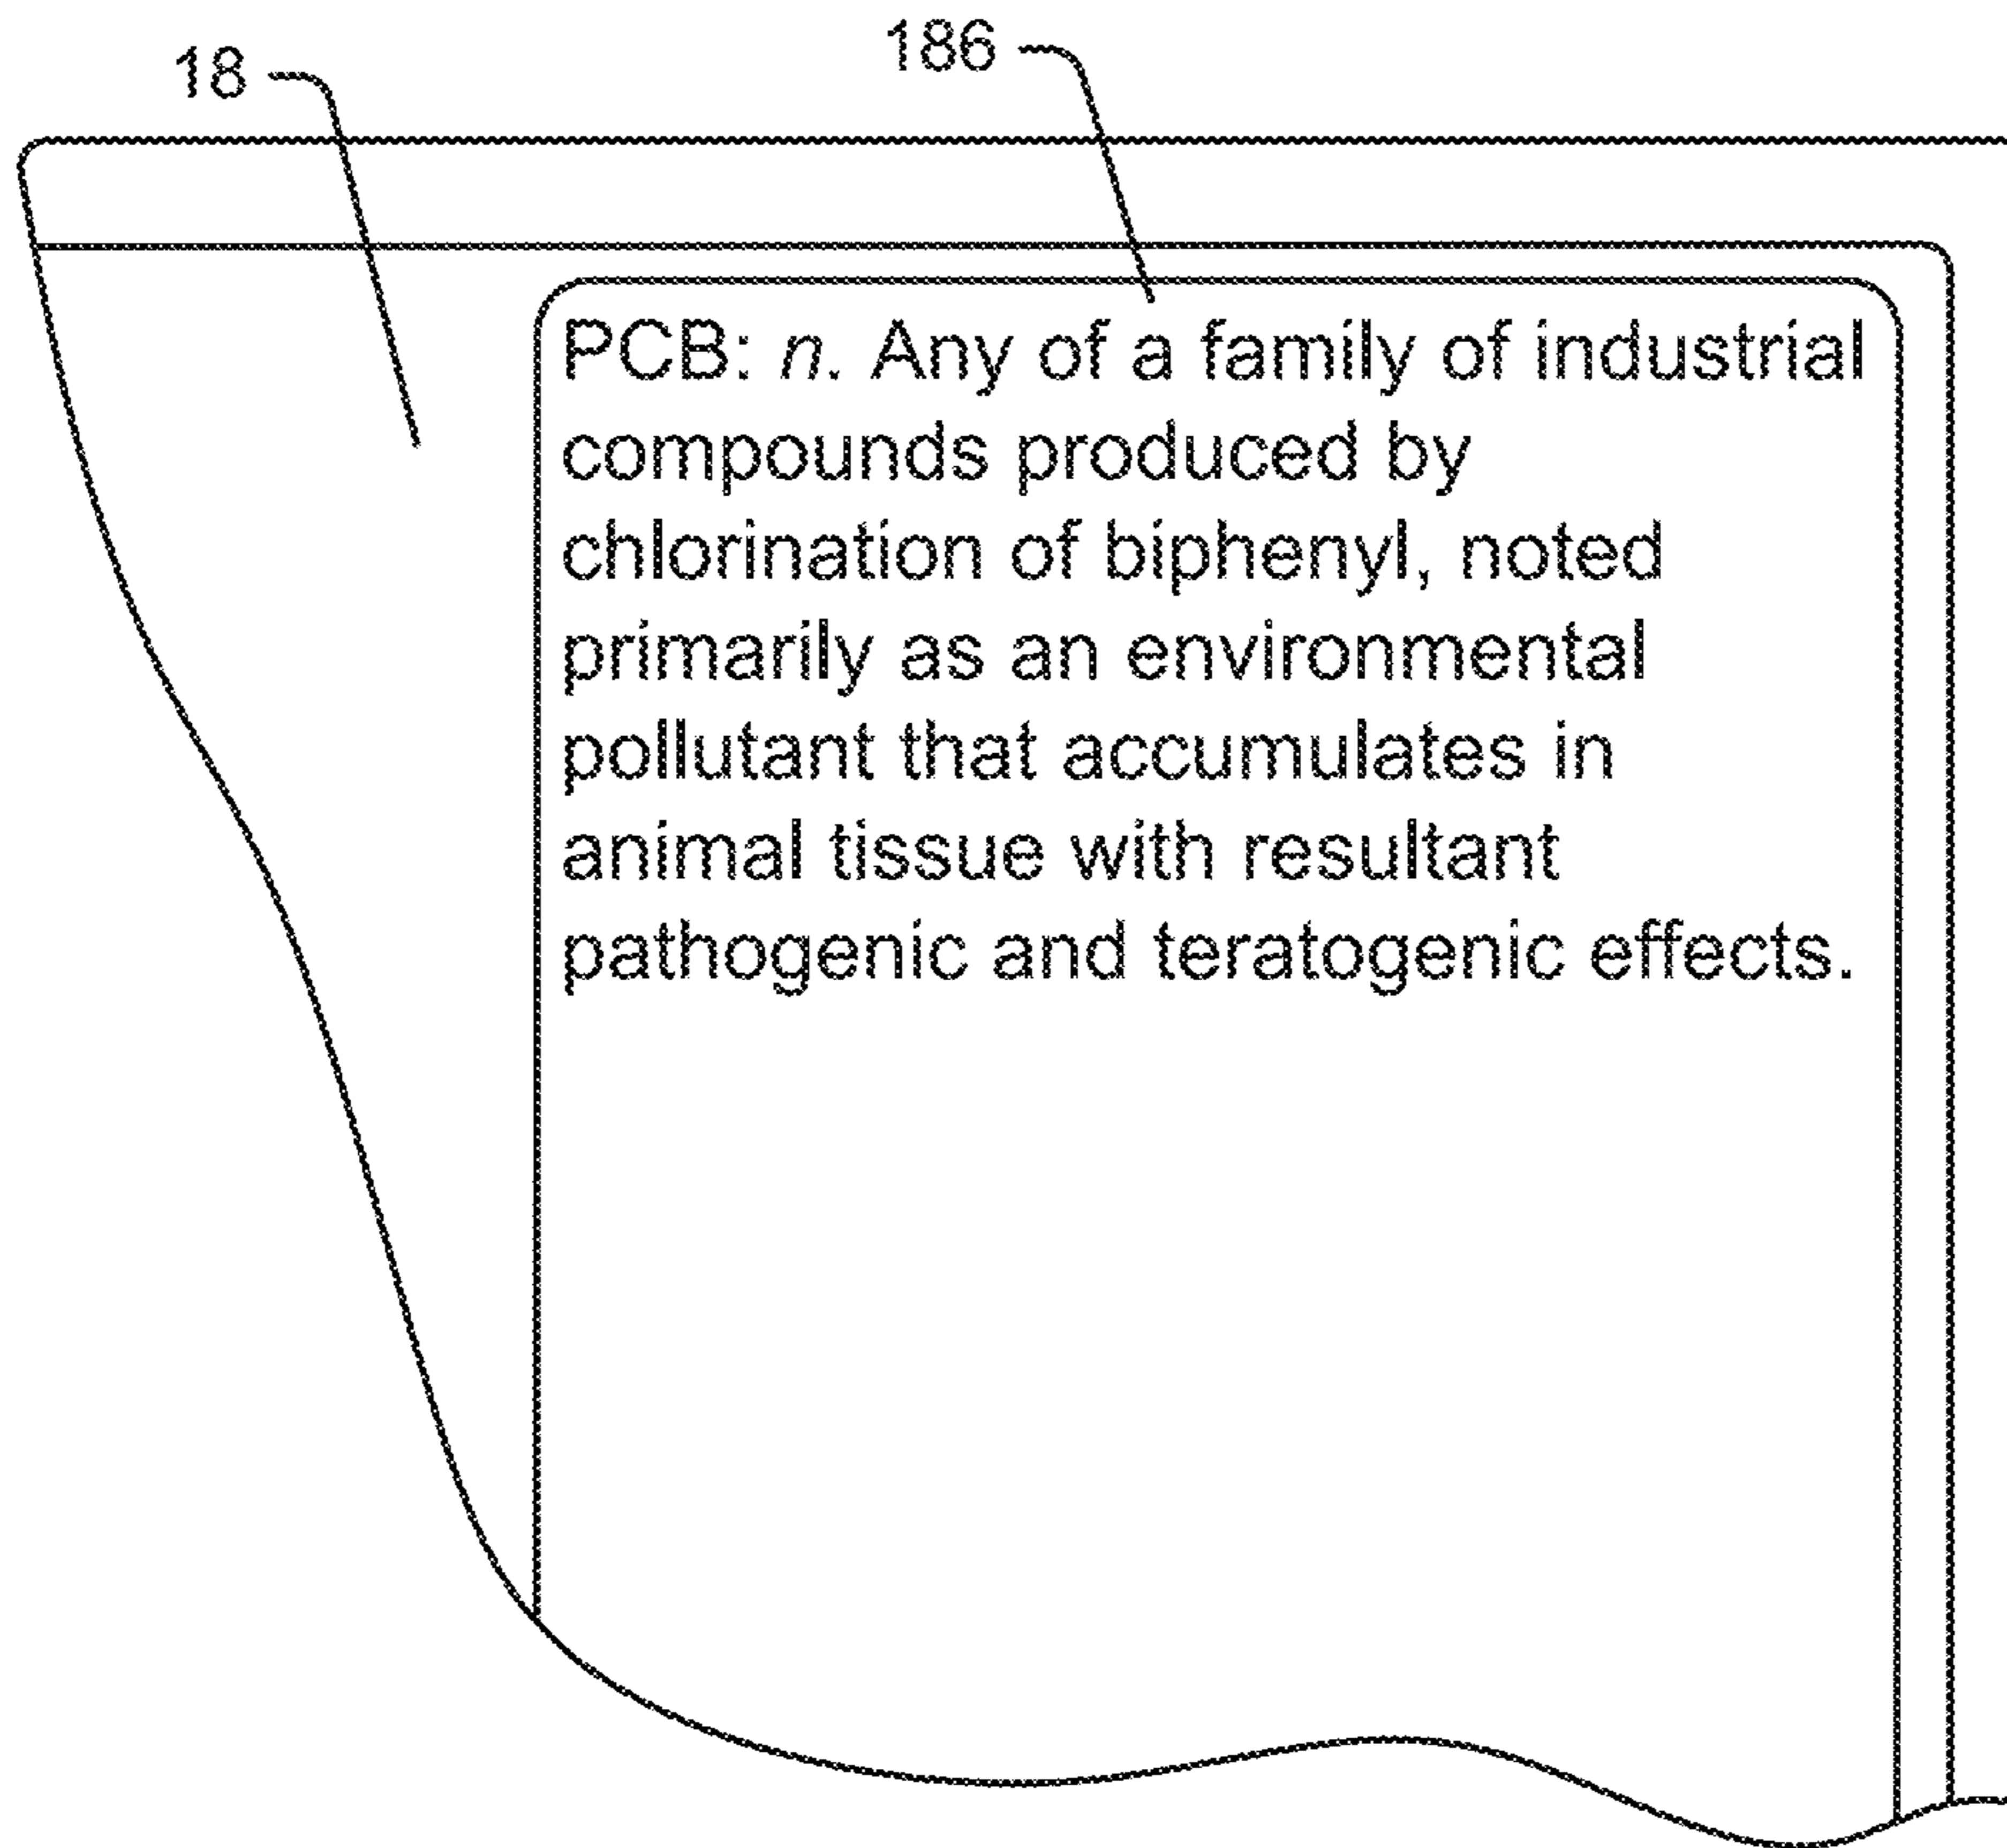 18
186
PCB: n. Any of a family of industrial
compounds produced by
chlorination of biphenyl, noted
primarily as an environmental
pollutant that accumulates in
animal tissue with resultant
pathogenic and teratogenic effects.